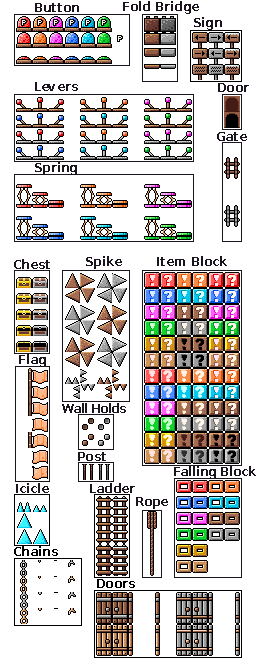 Button
Fold Bridge
Sign
P P P P P P
P
Levers
Door
Gate
Spring
Chest
Spike
Item Block
! ? ! ? ! ?
! ? ! ? ! ?
! ? ! ? ! ?
! ? ! ? ! ?
! ? ! ? ! ?
! ? ! ? ! ?
! ? ! ? ! ?
! ? ! ? ! ?
! ? ! ? ! ?
! ? ! ? ! ?
! ? ! ? ! ?
! ? ! ? ! ?
Flag
Wall Holds
Post
Falling Block
Icicle
Ladder
Rope
Chains
Doors